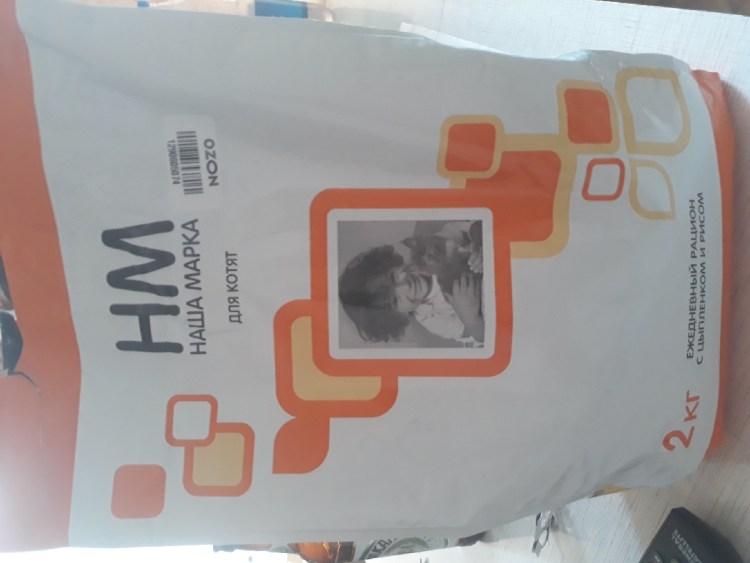 НМ
НАША МАРКА
ДЛЯ КОТЯТ
OZON
2 КГ
ЕЖЕДНЕВНЫЙ РАЦИОН
С ЦЫПЛЕНКОМ И РИСОМ